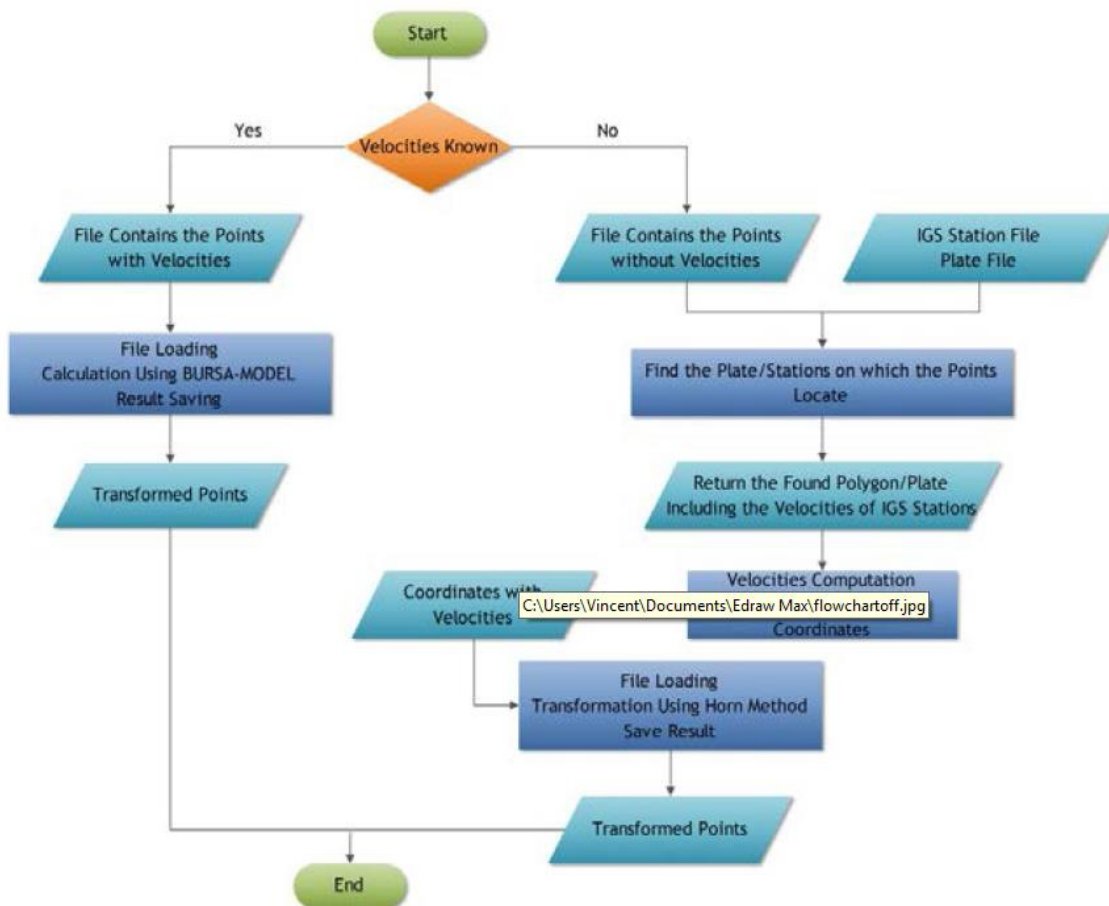 Start
Velocities Known
Yes
No
File Contains the Points
with Velocities
File Contains the Points
without Velocities
IGS Station File
Plate File
File Loading
Calculation Using BURSA-MODEL
Result Saving
Find the Plate/Stations on which the Points
Locate
Transformed Points
Return the Found Polygon/Plate
Including the Velocities of IGS Stations
Coordinates with
Velocities
C:\Users\Vincent\Documents\Edraw Max\flowchartoff.jpg
Velocities Computation
Coordinates
File Loading
Transformation Using Horn Method
Save Result
Transformed Points
End